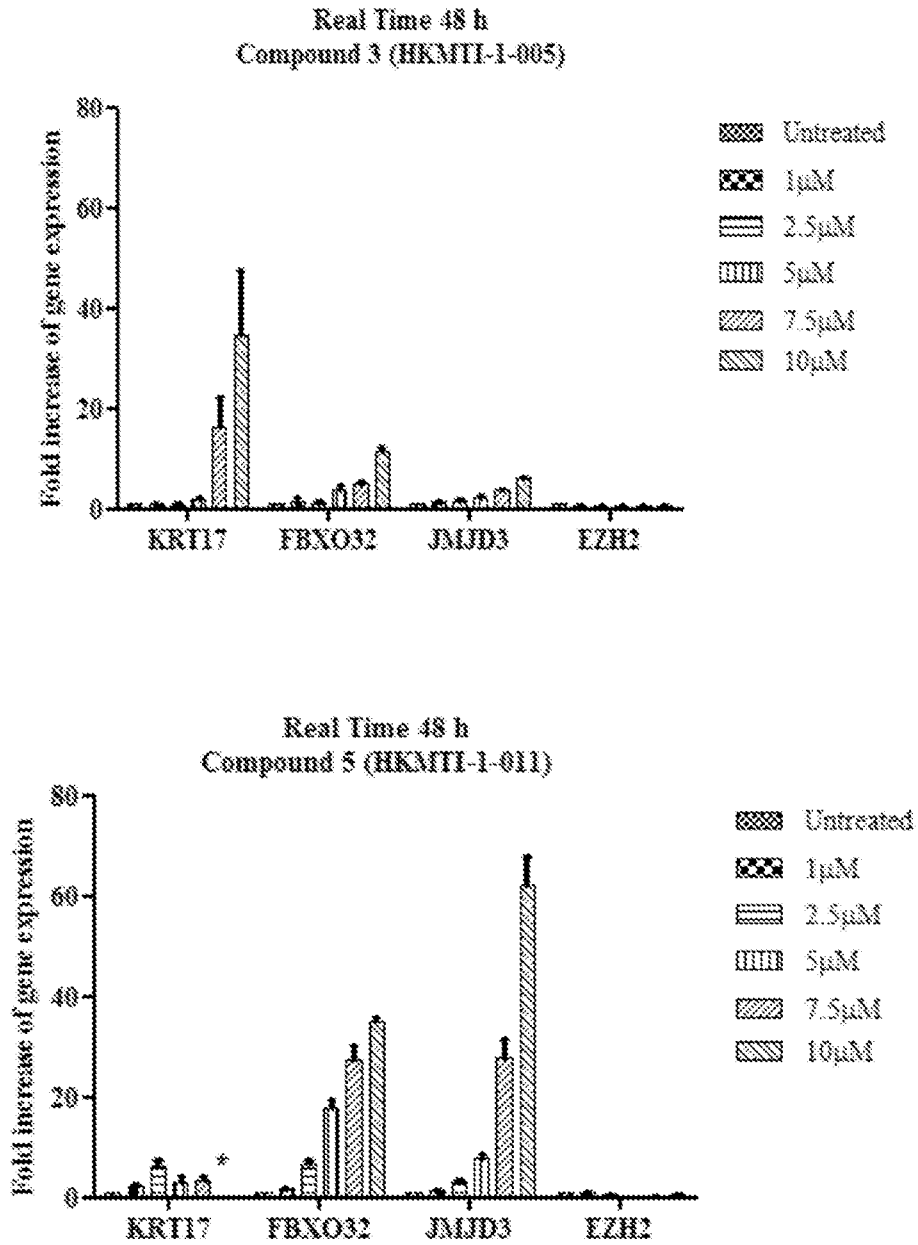 Real Time 48 h
Compound 3 (HKMTI-1-005)
Fold increase of gene expression
80
60
40
20
0
KRT17 FBXO32 JMJD3 EZH2
Untreated
1μM
2.5μM
5μM
7.5μM
10μM
Real Time 48 h
Compound 5 (HKMTI-1-011)
Fold increase of gene expression
80
60
40
20
0
*
KRT17 FBXO32 JMJD3 EZH2
Untreated
1μM
2.5μM
5μM
7.5μM
10μM